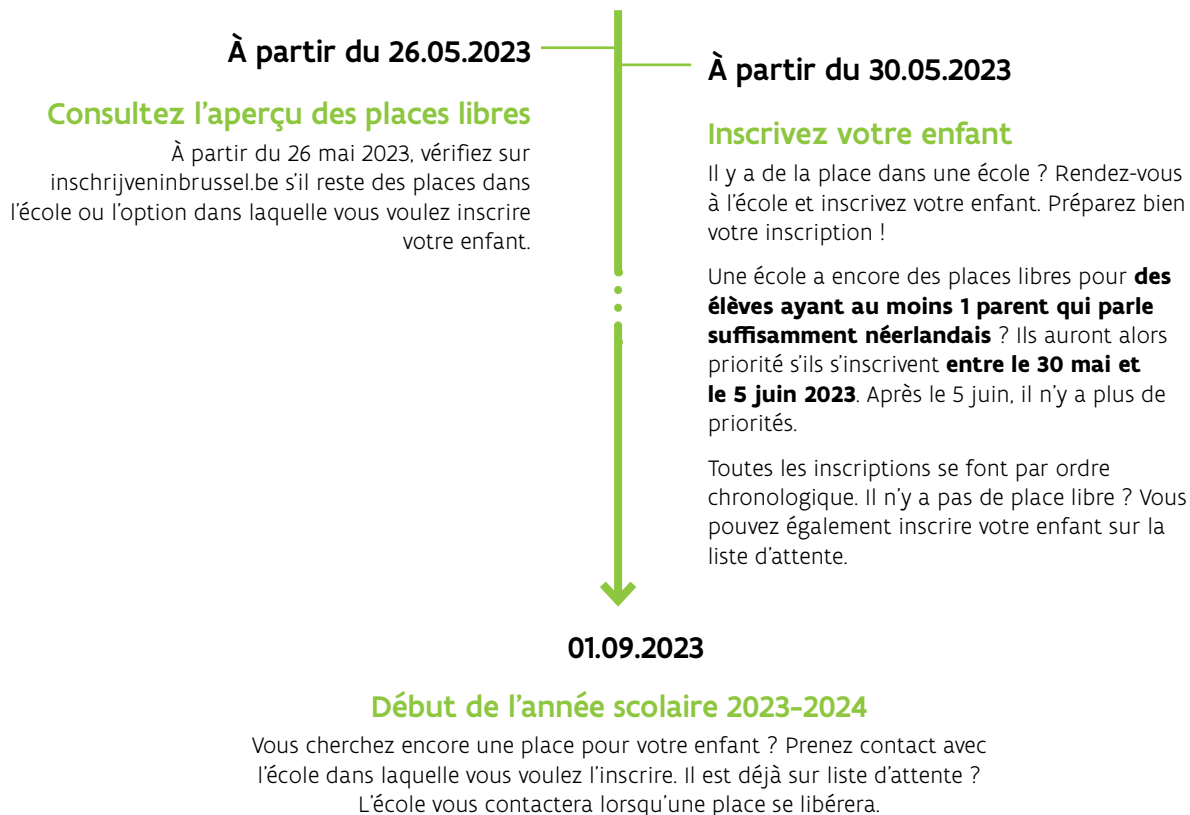 À partir du 26.05.2023
Consultez l'aperçu des places libres
À partir du 26 mai 2023, vérifiez sur
inschrijveninbrussel.be s'il reste des places dans
l'école ou l'option dans laquelle vous voulez inscrire
votre enfant.
À partir du 30.05.2023
Inscrivez votre enfant
Il y a de la place dans une école ? Rendez-vous
à l'école et inscrivez votre enfant. Préparez bien
votre inscription !
Une école a encore des places libres pour des
élèves ayant au moins 1 parent qui parle
suffisamment néerlandais ? Ils auront alors
priorité s'ils s'inscrivent entre le 30 mai et
le 5 juin 2023. Après le 5 juin, il n'y a plus de
priorités.
Toutes les inscriptions se font par ordre
chronologique. Il n'y a pas de place libre ? Vous
pouvez également inscrire votre enfant sur la
liste d'attente.
01.09.2023
Début de l'année scolaire 2023-2024
Vous cherchez encore une place pour votre enfant ? Prenez contact avec
l'école dans laquelle vous voulez l'inscrire. Il est déjà sur liste d'attente ?
L'école vous contactera lorsqu'une place se libérera.